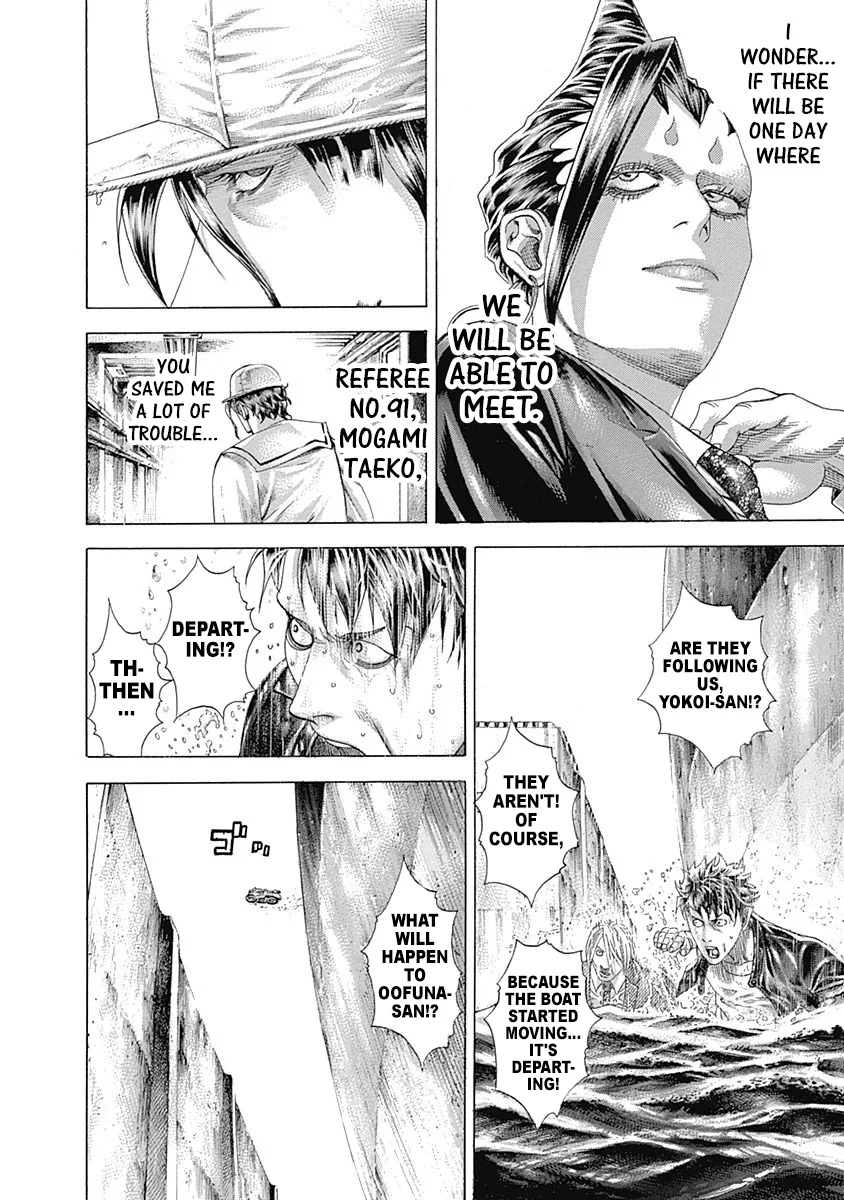 I
WONDER...
IF THERE
WILL BE
ONE DAY
WHERE
WE
WILL BE
ABLE TO
MEET.
REFEREE
NO.91,
MOGAMI
TAEKO,
YOU
SAVED ME
A LOT OF
TROUBLE...
ARE THEY
FOLLOWING
US,
YOKOI-SAN!?
THEY
AREN'T!
OF
COURSE,
BECAUSE
THE BOAT
STARTED
MOVING...
IT'S
DEPART-
ING!
DEPART-
ING!?
TH-
THEN
...
WHAT
WILL
HAPPEN
TO
OOFUNA-
SAN!?